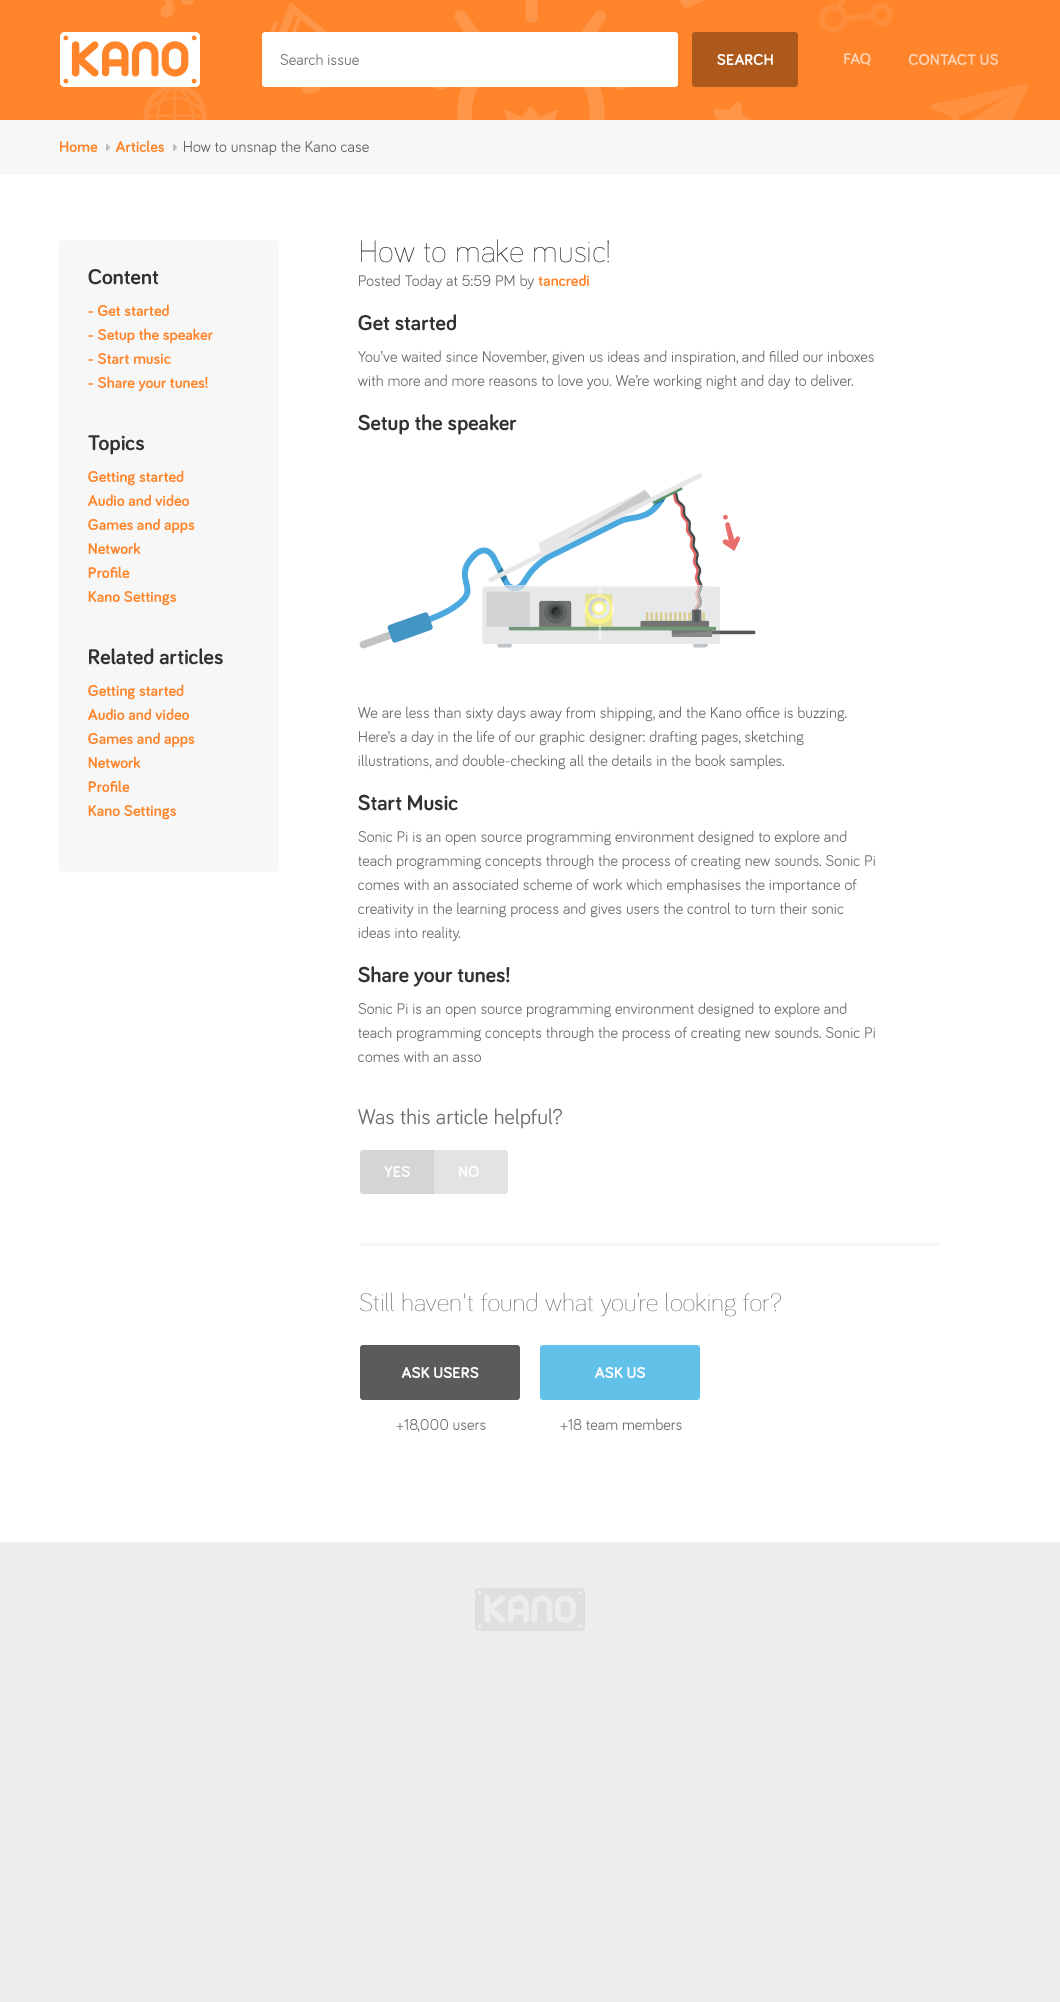 KANO
Search issue
SEARCH
FAQ
CONTACT US
Home Articles How to unsnap the Kano case
Content
- Get started
- Setup the speaker
- Start music
- Share your tunes!
Topics
Getting started
Audio and video
Games and apps
Network
Profile
Kano Settings
Related articles
Getting started
Audio and video
Games and apps
Network
Profile
Kano Settings
How to make music!
Posted Today at 5:59 PM by tancredi
Get started
You've waited since November, given us ideas and inspiration, and filled our inboxes
with more and more reasons to love you. We're working night and day to deliver.
Setup the speaker
We are less than sixty days away from shipping, and the Kano office is buzzing.
Here's a day in the life of our graphic designer: drafting pages, sketching
illustrations, and double-checking all the details in the book samples.
Start Music
Sonic Pi is an open source programming environment designed to explore and
teach programming concepts through the process of creating new sounds. Sonic Pi
comes with an associated scheme of work which emphasises the importance of
creativity in the learning process and gives users the control to turn their sonic
ideas into reality.
Share your tunes!
Sonic Pi is an open source programming environment designed to explore and
teach programming concepts through the process of creating new sounds. Sonic Pi
comes with an asso
Was this article helpful?
YES
NO
Still haven't found what you're looking for?
ASK USERS
ASK US
+18,000 users
+18 team members
KANO